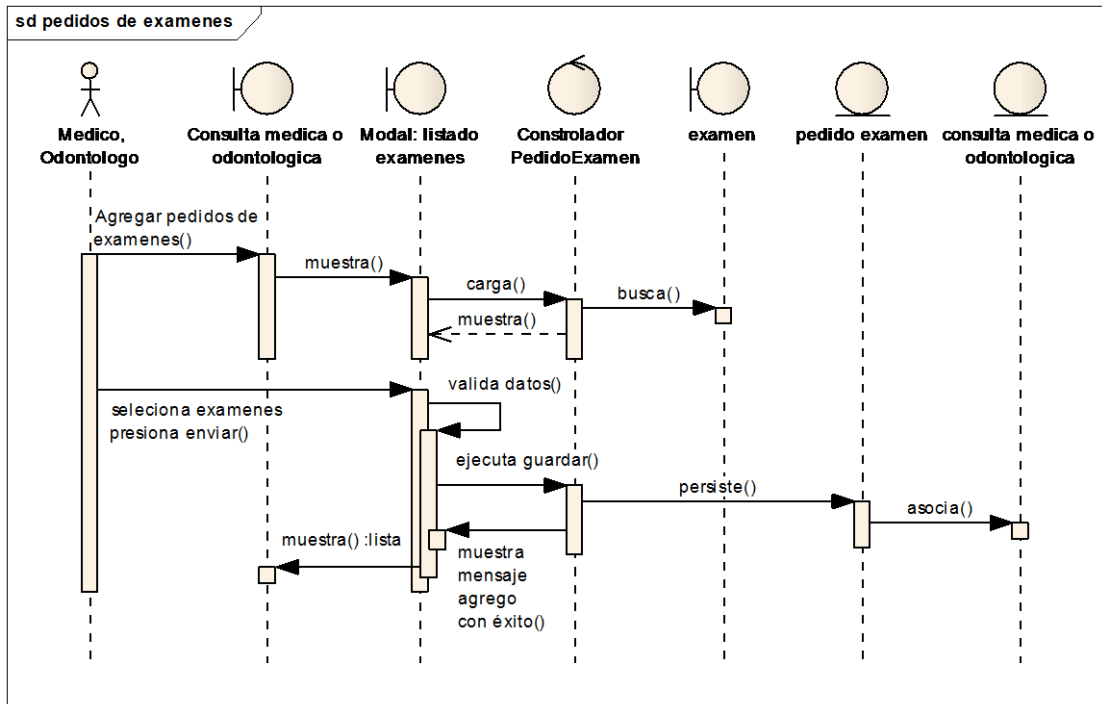 sd pedidos de examenes
Medico,
Odontologo
Consulta medica o
odontologica
Modal: listado
examenes
Constrolador
PedidoExamen
examen
pedido examen
consulta medica o
odontologica
Agregar pedidos de
examenes()
muestra()
carga()
busca()
muestra()
seleciona examenes
presiona enviar()
valida datos()
ejecuta guardar()
persiste()
asocia()
muestra
mensaje
agrego
con éxito()
muestra() :lista